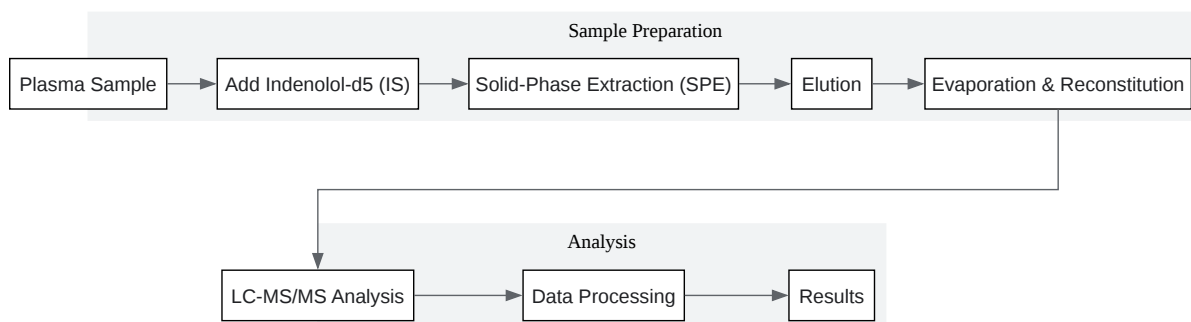 Sample Preparation
Plasma Sample
Add Indenolol-d5 (IS)
Solid-Phase Extraction (SPE)
Elution
Evaporation & Reconstitution
Analysis
LC-MS/MS Analysis
Data Processing
Results